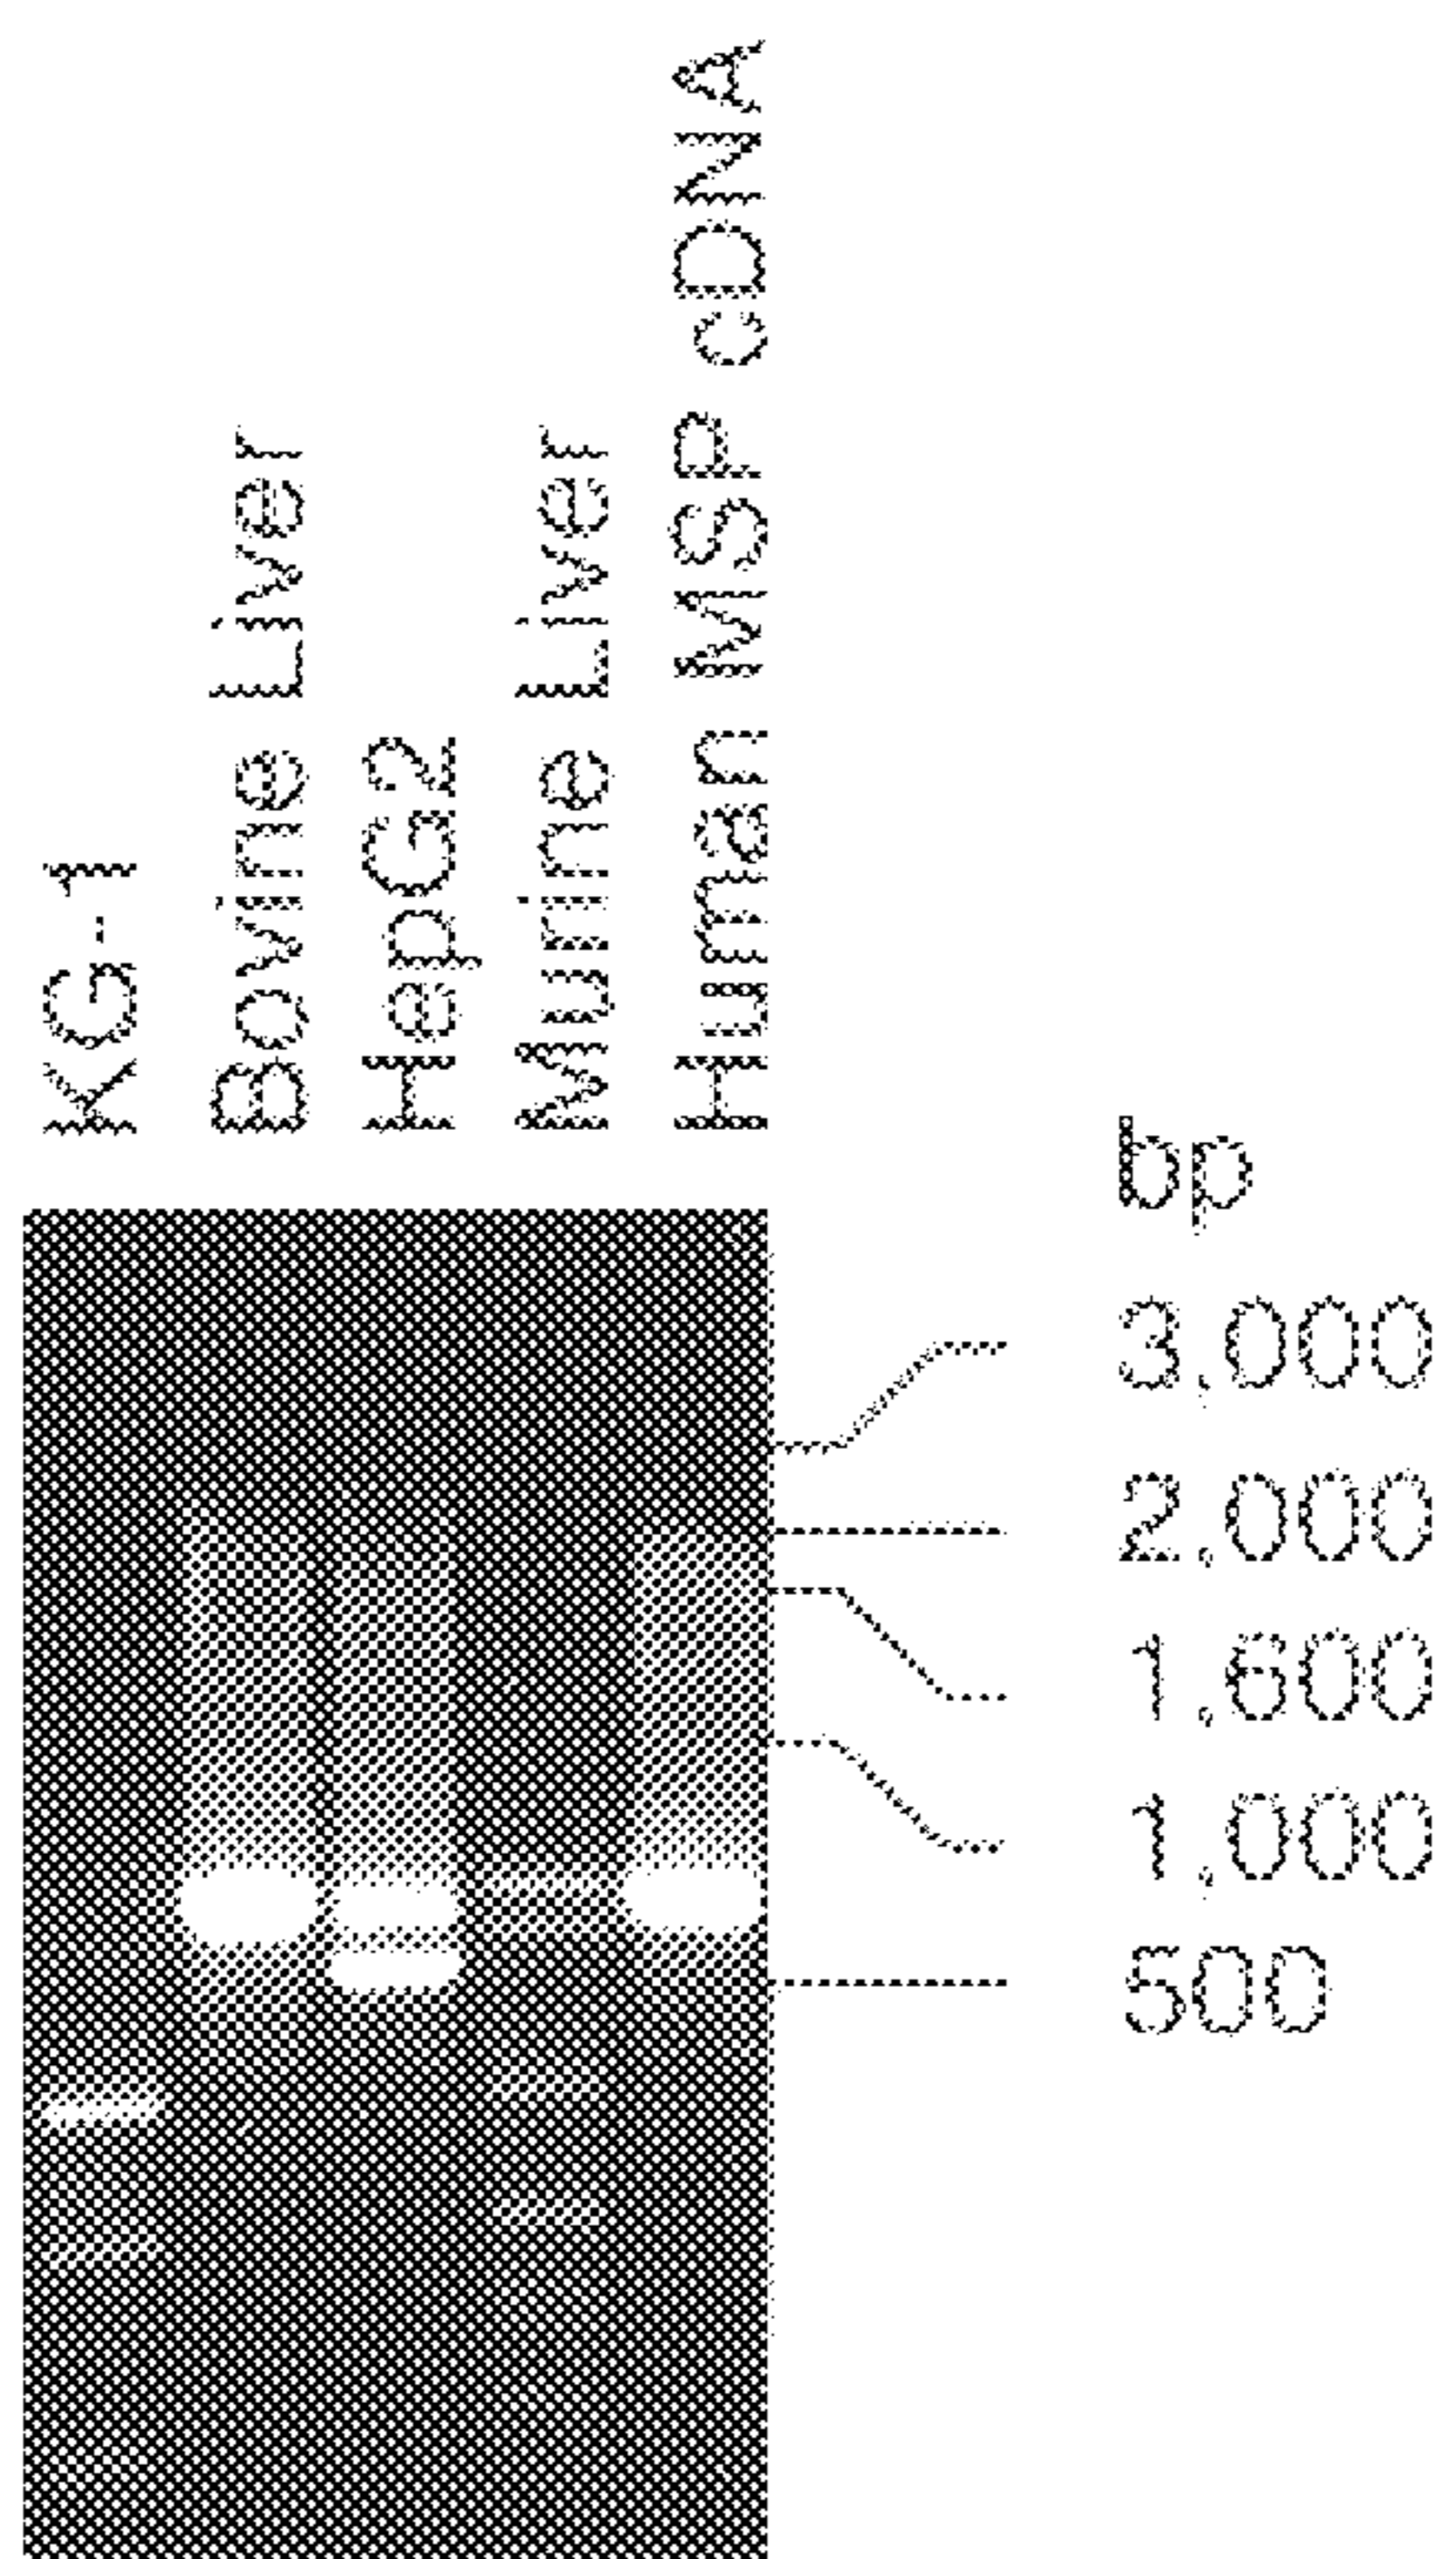 KG-1
Bovine Liver
HepG2
Murine Liver
Human MSP cDNA
bp
3,000
2,000
1,600
1,000
500